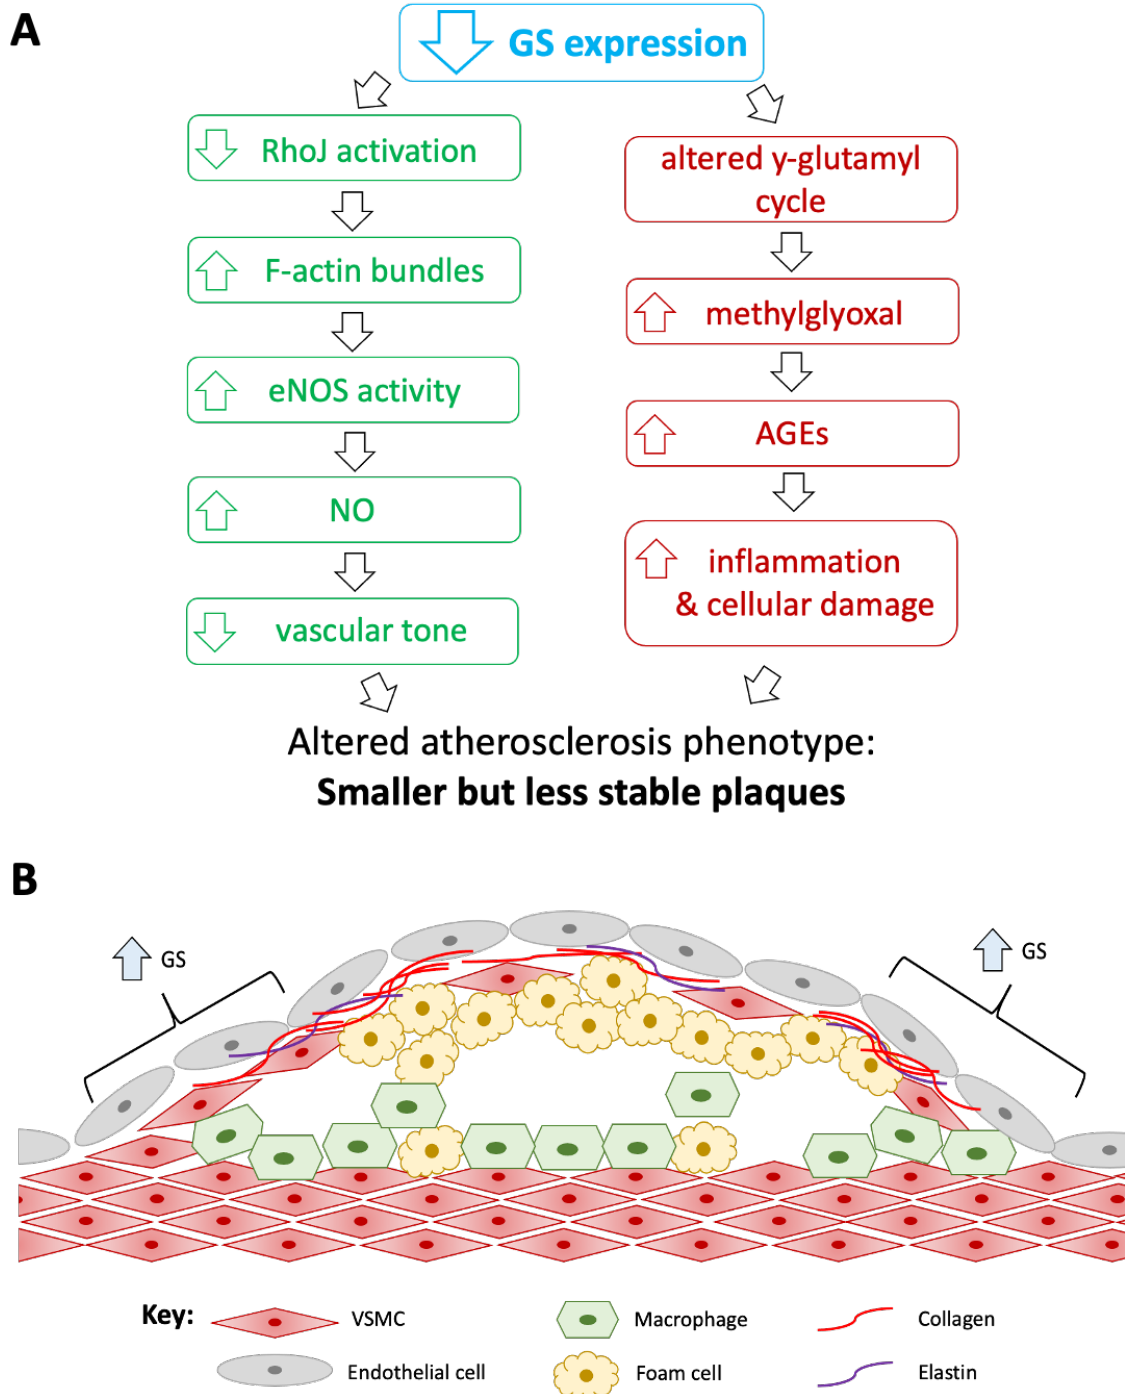 A
GS expression
RhoJ activation
F-actin bundles
eNOS activity
NO
vascular tone
altered y-glutamyl
cycle
methylglyoxal
AGEs
inflammation
& cellular damage
Altered atherosclerosis phenotype:
Smaller but less stable plaques
B
GS
GS
Key:
VSMC
Macrophage
Collagen
Endothelial cell
Foam cell
Elastin